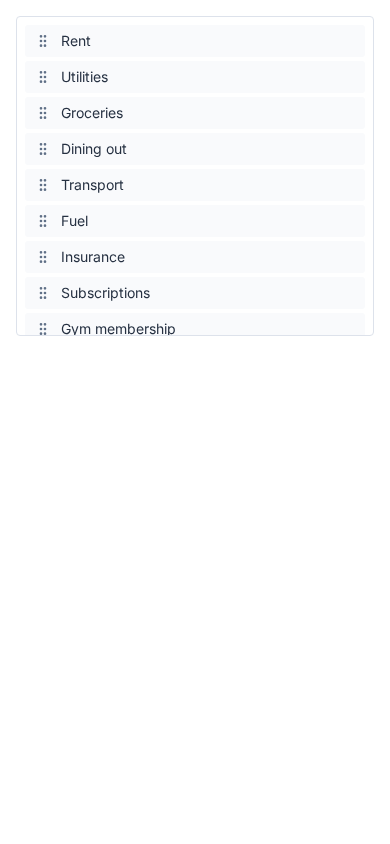 Rent
Utilities
Groceries
Dining out
Transport
Fuel
Insurance
Subscriptions
Gym membership